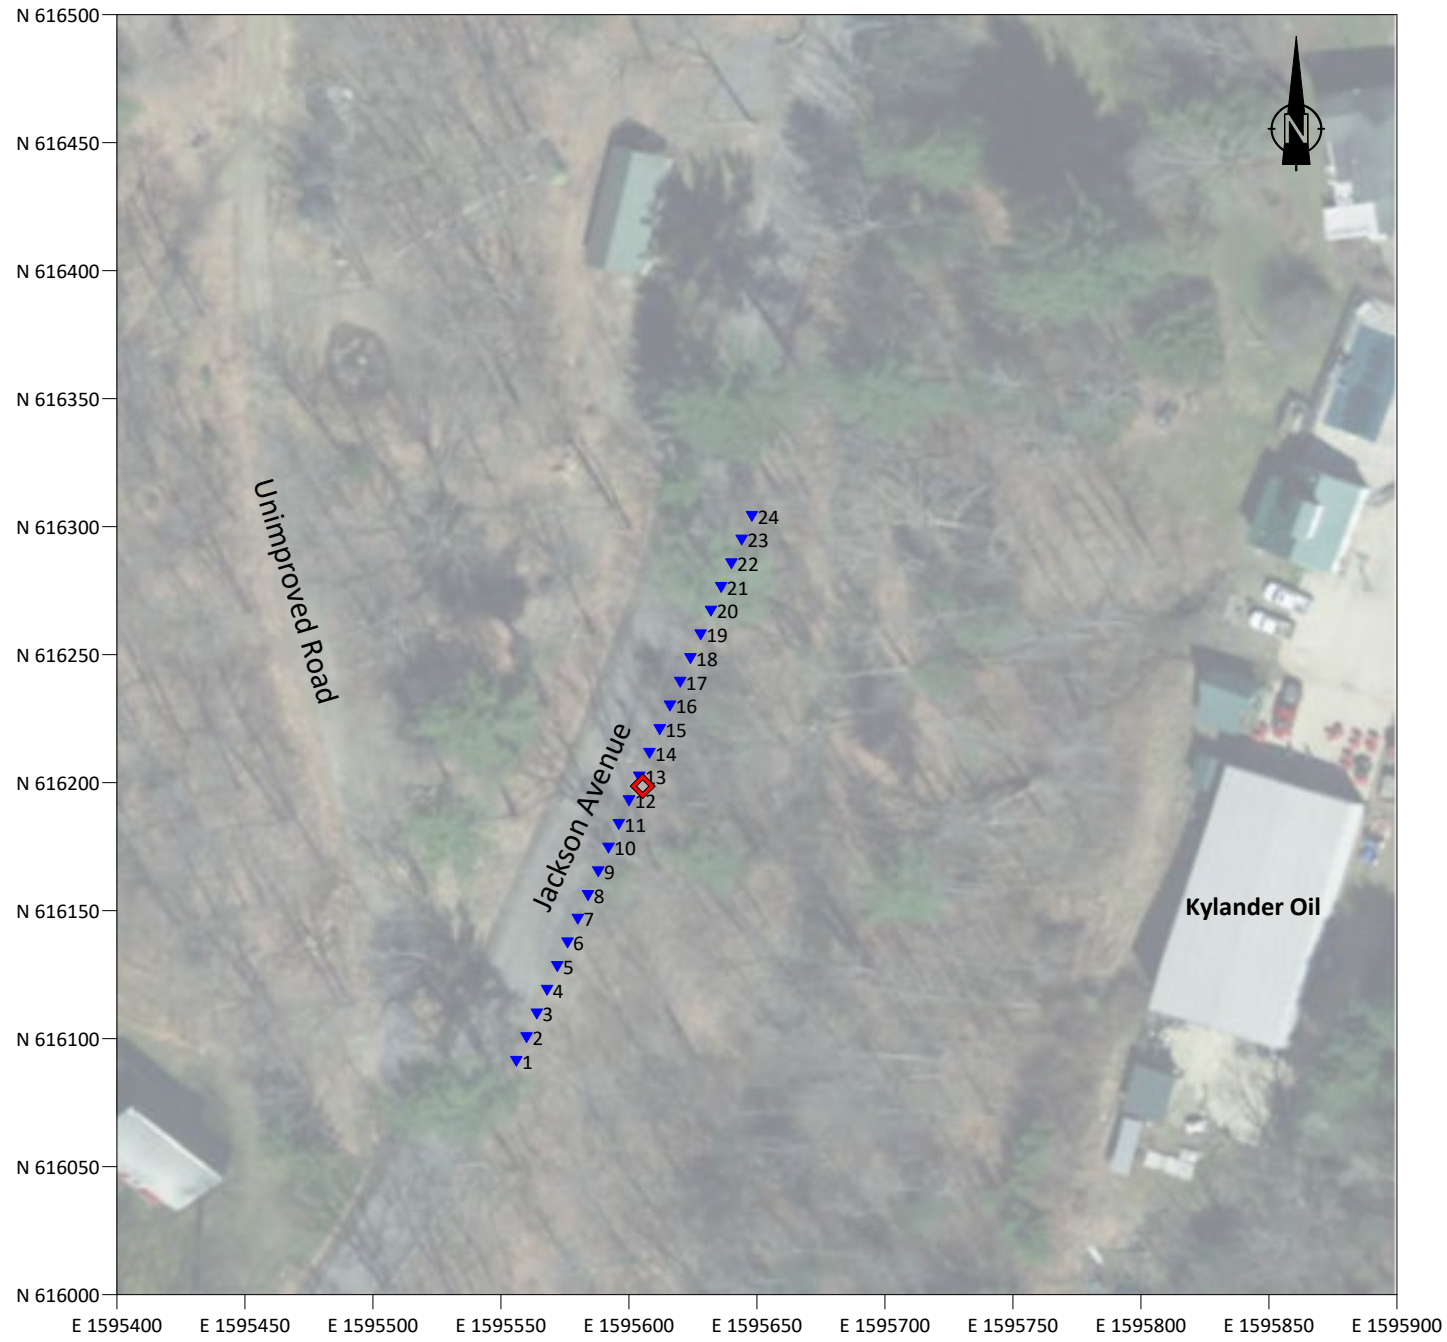 N 616500
N
N 616450
N 616400
N 616350
Unimproved Road
N 616300
24
23
22
21
20
19
N 616250
18
17
16
15
14
Jackson Avenue
N 616200
13
12
11
10
9
8
N 616150
7
Kylander Oil
6
5
4
3
N 616100
2
1
N 616050
N 616000
E 1595400 E 1595450 E 1595500 E 1595550 E 1595600 E 1595650 E 1595700 E 1595750 E 1595800 E 1595850 E 1595900